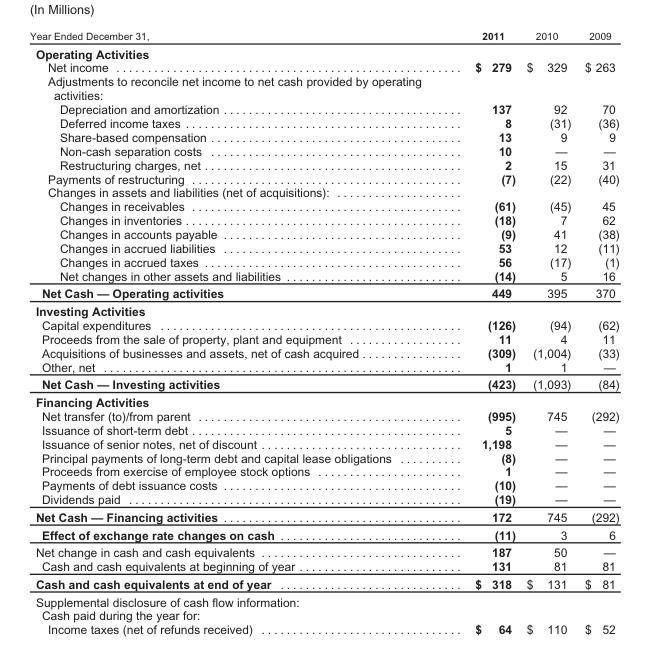 (In Millions)
Year Ended December 31, 2011 2010 2009
Operating Activities
Net income $ 279 $ 329 $ 263
Adjustments to reconcile net income to net cash provided by operating
activities:
Depreciation and amortization 137 92 70
Deferred income taxes 8 (31) (36)
Share-based compensation 13 9 9
Non-cash separation costs 10 — —
Restructuring charges, net 2 15 31
Payments of restructuring (7) (22) (40)
Changes in assets and liabilities (net of acquisitions):
Changes in receivables (61) (45) 45
Changes in inventories (18) 7 62
Changes in accounts payable (9) 41 (38)
Changes in accrued liabilities 53 12 (11)
Changes in accrued taxes 56 (17) (1)
Net changes in other assets and liabilities (14) 5 16
Net Cash — Operating activities 449 395 370
Investing Activities
Capital expenditures (126) (94) (62)
Proceeds from the sale of property, plant and equipment 11 4 11
Acquisitions of businesses and assets, net of cash acquired (309) (1,004) (33)
Other, net 1 1 —
Net Cash — Investing activities (423) (1,093) (84)
Financing Activities
Net transfer (to)/from parent (995) 745 (292)
Issuance of short-term debt 5 — —
Issuance of senior notes, net of discount 1,198 — —
Principal payments of long-term debt and capital lease obligations (8) — —
Proceeds from exercise of employee stock options 1 — —
Payments of debt issuance costs (10) — —
Dividends paid (19) — —
Net Cash — Financing activities 172 745 (292)
Effect of exchange rate changes on cash (11) 3 6
Net change in cash and cash equivalents 187 50 —
Cash and cash equivalents at beginning of year 131 81 81
Cash and cash equivalents at end of year $ 318 $ 131 $ 81
Supplemental disclosure of cash flow information:
Cash paid during the year for:
Income taxes (net of refunds received) $ 64 $ 110 $ 52